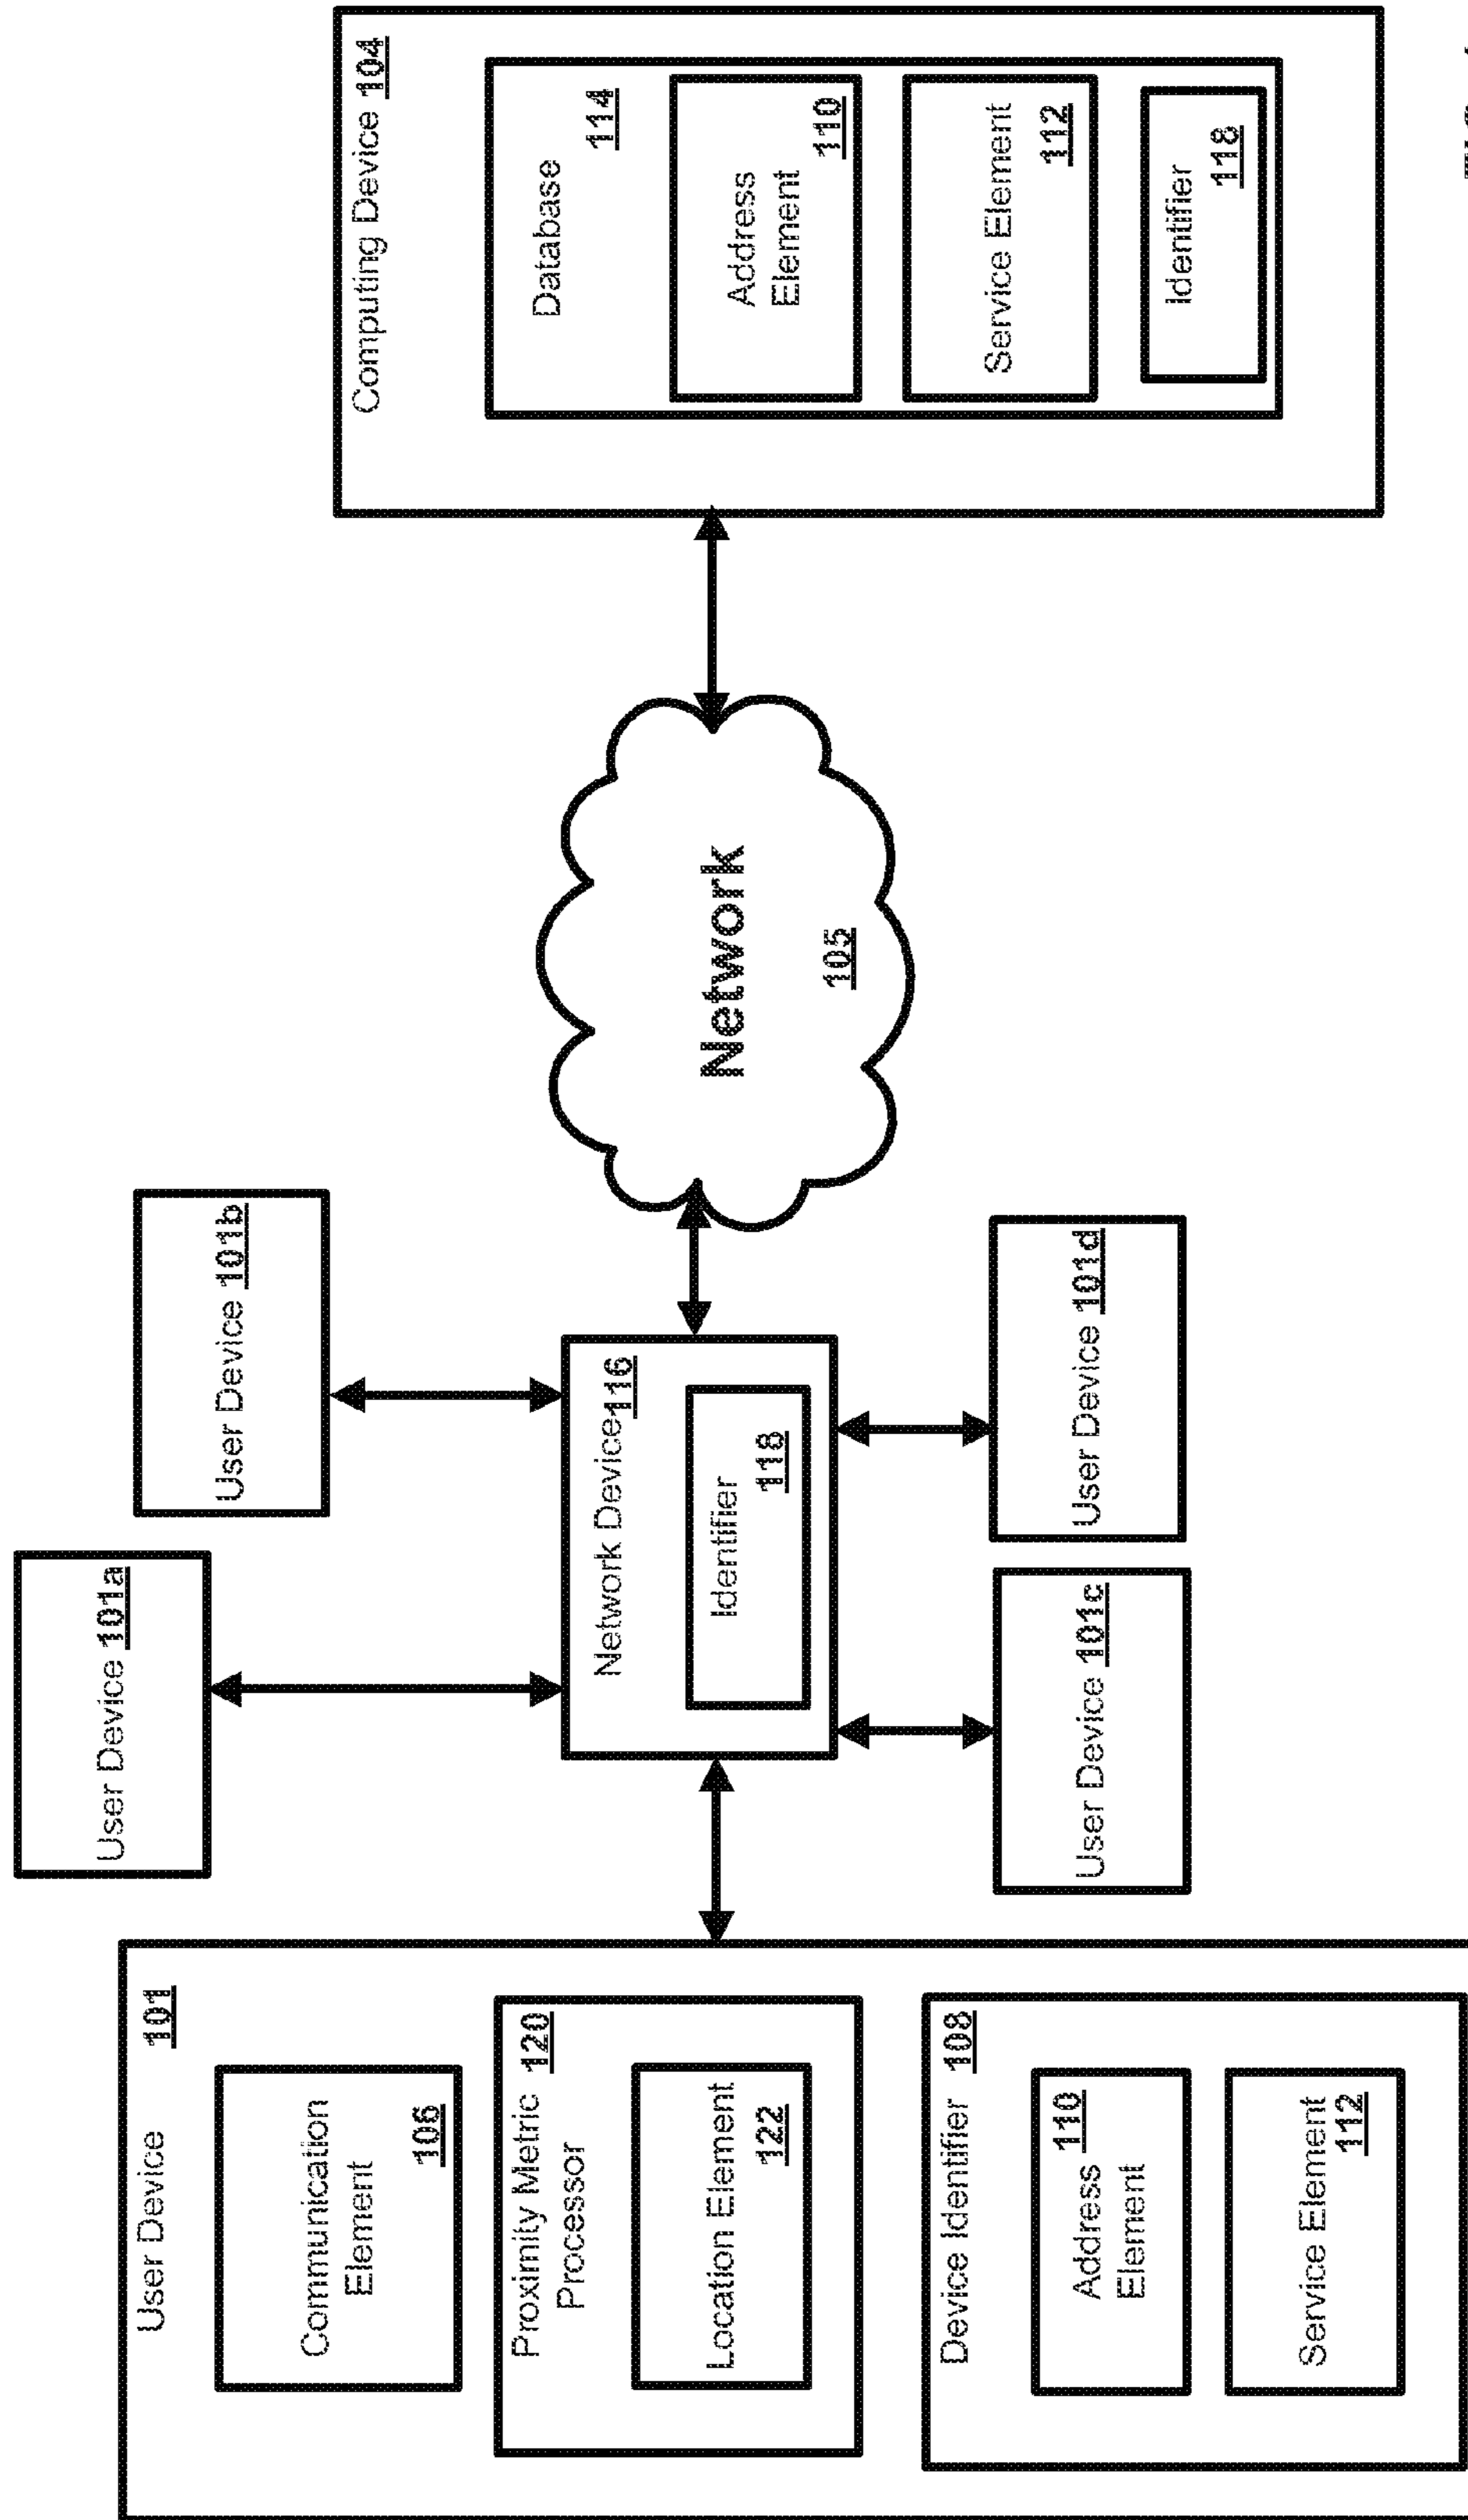 User Device 101
Communication
Element
106
Proximity Metric 120
Processor
Location Element
122
Device Identifier 108
Address 110
Element
Service Element
112
User Device 101a
User Device 101b
Network Device116
Identifier
118
User Device 101c
User Device 101d
Network
105
Computing Device 104
Database
114
Address
Element
110
Service Element
112
Identifier
118